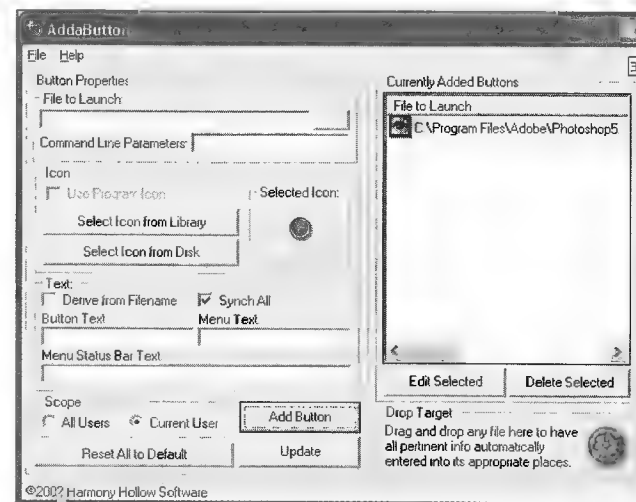 AddaButton
File Help
Button Properties
File to Launch:
Command Line Parameters:
Icon
Use Program Icon
Select Icon from Library
Select Icon from Disk
Selected Icon:
Text:
Derive from Filename
Synch All
Button Text
Menu Text
Menu Status Bar Text
Scope
All Users
Current User
Add Button
Reset All to Default
Update
©2002 Harmony Hollow Software
Currently Added Buttons
File to Launch
C:\Program Files\Adobe\Photoshop5
Edit Selected
Delete Selected
Drop Target
Drag and drop any file here to have
all pertinent info automatically
entered into its appropriate places.